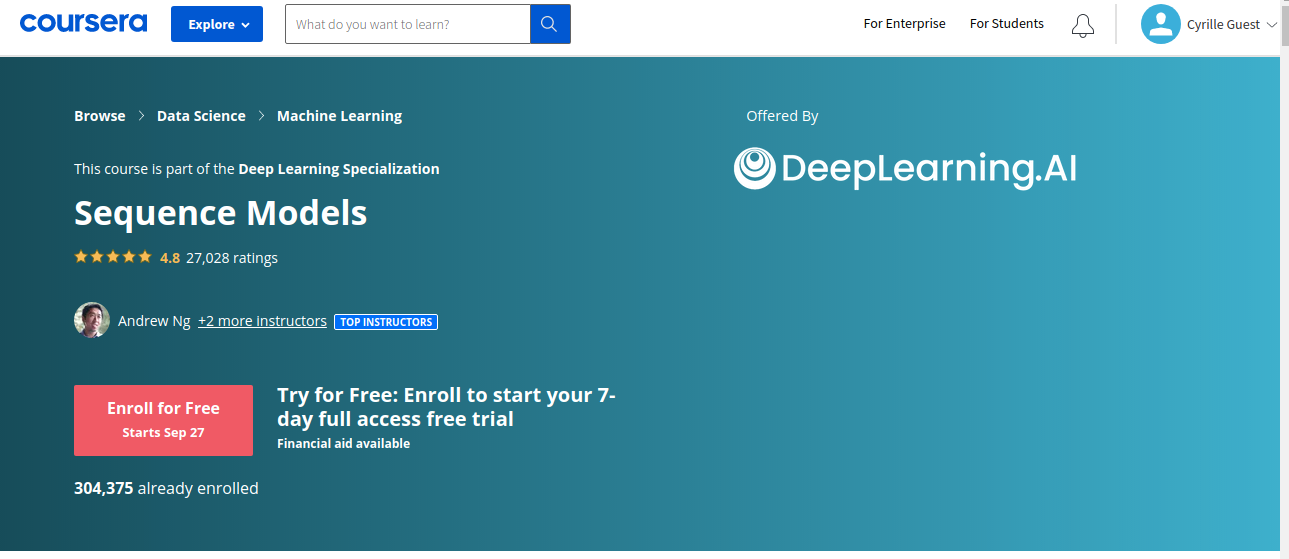 coursera
Explore
What do you want to learn?
For Enterprise
For Students
Cyrille Guest
Browse > Data Science > Machine Learning
Offered By
DeepLearning.AI
This course is part of the Deep Learning Specialization
Sequence Models
4.8 27,028 ratings
Andrew Ng +2 more instructors TOP INSTRUCTORS
Enroll for Free
Starts Sep 27
Try for Free: Enroll to start your 7-
day full access free trial
Financial aid available
304,375 already enrolled